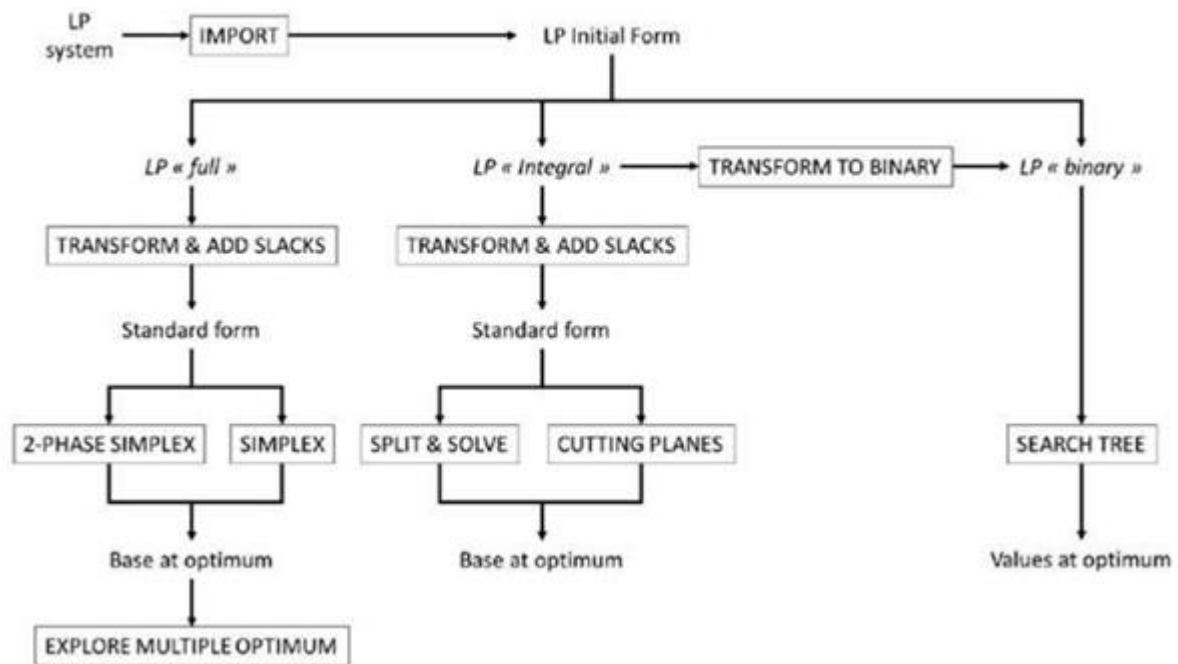 LP
system
IMPORT
LP Initial Form
LP « full »
LP « Integral »
TRANSFORM TO BINARY
LP « binary »
TRANSFORM & ADD SLACKS
TRANSFORM & ADD SLACKS
Standard form
Standard form
2-PHASE SIMPLEX
SIMPLEX
SPLIT & SOLVE
CUTTING PLANES
SEARCH TREE
Base at optimum
Base at optimum
Values at optimum
EXPLORE MULTIPLE OPTIMUM